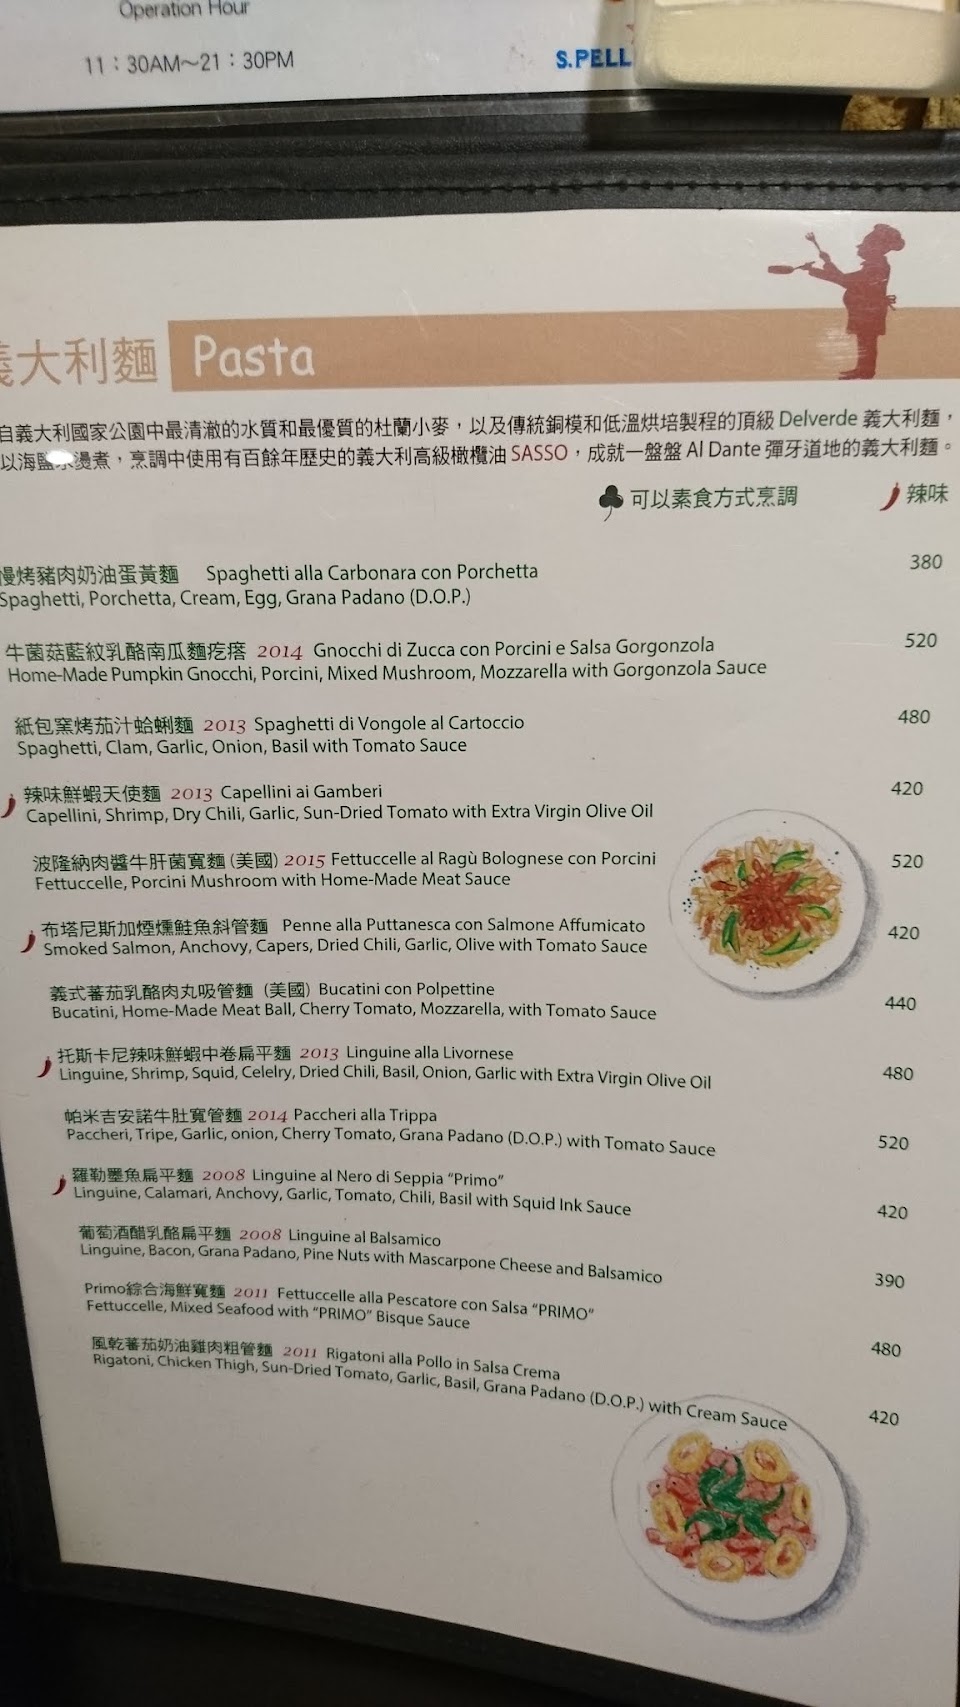 Operation Hour
11：30AM～21：30PM
S.PELL
義大利麵 Pasta
自義大利國家公園中最清澈的水質和最優質的杜蘭小麥，以及傳統銅模和低溫烘培製程的頂級 Delverde 義大利麵，
以海鹽水燙煮，烹調中使用有百餘年歷史的義大利高級橄欖油 SASSO，成就一盤盤 Al Dante 彈牙道地的義大利麵。
可以素食方式烹調 辣味
慢烤豬肉奶油蛋黃麵 Spaghetti alla Carbonara con Porchetta 380
Spaghetti, Porchetta, Cream, Egg, Grana Padano (D.O.P.)
牛菌菇藍紋乳酪南瓜麵疙瘩 2014 Gnocchi di Zucca con Porcini e Salsa Gorgonzola 520
Home-Made Pumpkin Gnocchi, Porcini, Mixed Mushroom, Mozzarella with Gorgonzola Sauce
紙包窯烤茄汁蛤蜊麵 2013 Spaghetti di Vongole al Cartoccio 480
Spaghetti, Clam, Garlic, Onion, Basil with Tomato Sauce
辣味鮮蝦天使麵 2013 Capellini ai Gamberi 420
Capellini, Shrimp, Dry Chili, Garlic, Sun-Dried Tomato with Extra Virgin Olive Oil
波隆納肉醬牛肝菌寬麵 (美國) 2015 Fettuccelle al Ragù Bolognese con Porcini 520
Fettuccelle, Porcini Mushroom with Home-Made Meat Sauce
布塔尼斯加煙燻鮭魚斜管麵 Penne alla Puttanesca con Salmone Affumicato 420
Smoked Salmon, Anchovy, Capers, Dried Chili, Garlic, Olive with Tomato Sauce
義式蕃茄乳酪肉丸吸管麵 (美國) Bucatini con Polpettine 440
Bucatini, Home-Made Meat Ball, Cherry Tomato, Mozzarella, with Tomato Sauce
托斯卡尼辣味鮮蝦中卷扁平麵 2013 Linguine alla Livornese 480
Linguine, Shrimp, Squid, Celelry, Dried Chili, Basil, Onion, Garlic with Extra Virgin Olive Oil
帕米吉安諾牛肚寬管麵 2014 Paccheri alla Trippa 520
Paccheri, Tripe, Garlic, onion, Cherry Tomato, Grana Padano (D.O.P.) with Tomato Sauce
羅勒墨魚扁平麵 2008 Linguine al Nero di Seppia “Primo” 420
Linguine, Calamari, Anchovy, Garlic, Tomato, Chili, Basil with Squid Ink Sauce
葡萄酒醋乳酪扁平麵 2008 Linguine al Balsamico 390
Linguine, Bacon, Grana Padano, Pine Nuts with Mascarpone Cheese and Balsamico
Primo綜合海鮮寬麵 2011 Fettuccelle alla Pescatore con Salsa “PRIMO” 480
Fettuccelle, Mixed Seafood with “PRIMO” Bisque Sauce
風乾蕃茄奶油雞肉粗管麵 2011 Rigatoni alla Pollo in Salsa Crema 420
Rigatoni, Chicken Thigh, Sun-Dried Tomato, Garlic, Basil, Grana Padano (D.O.P.) with Cream Sauce